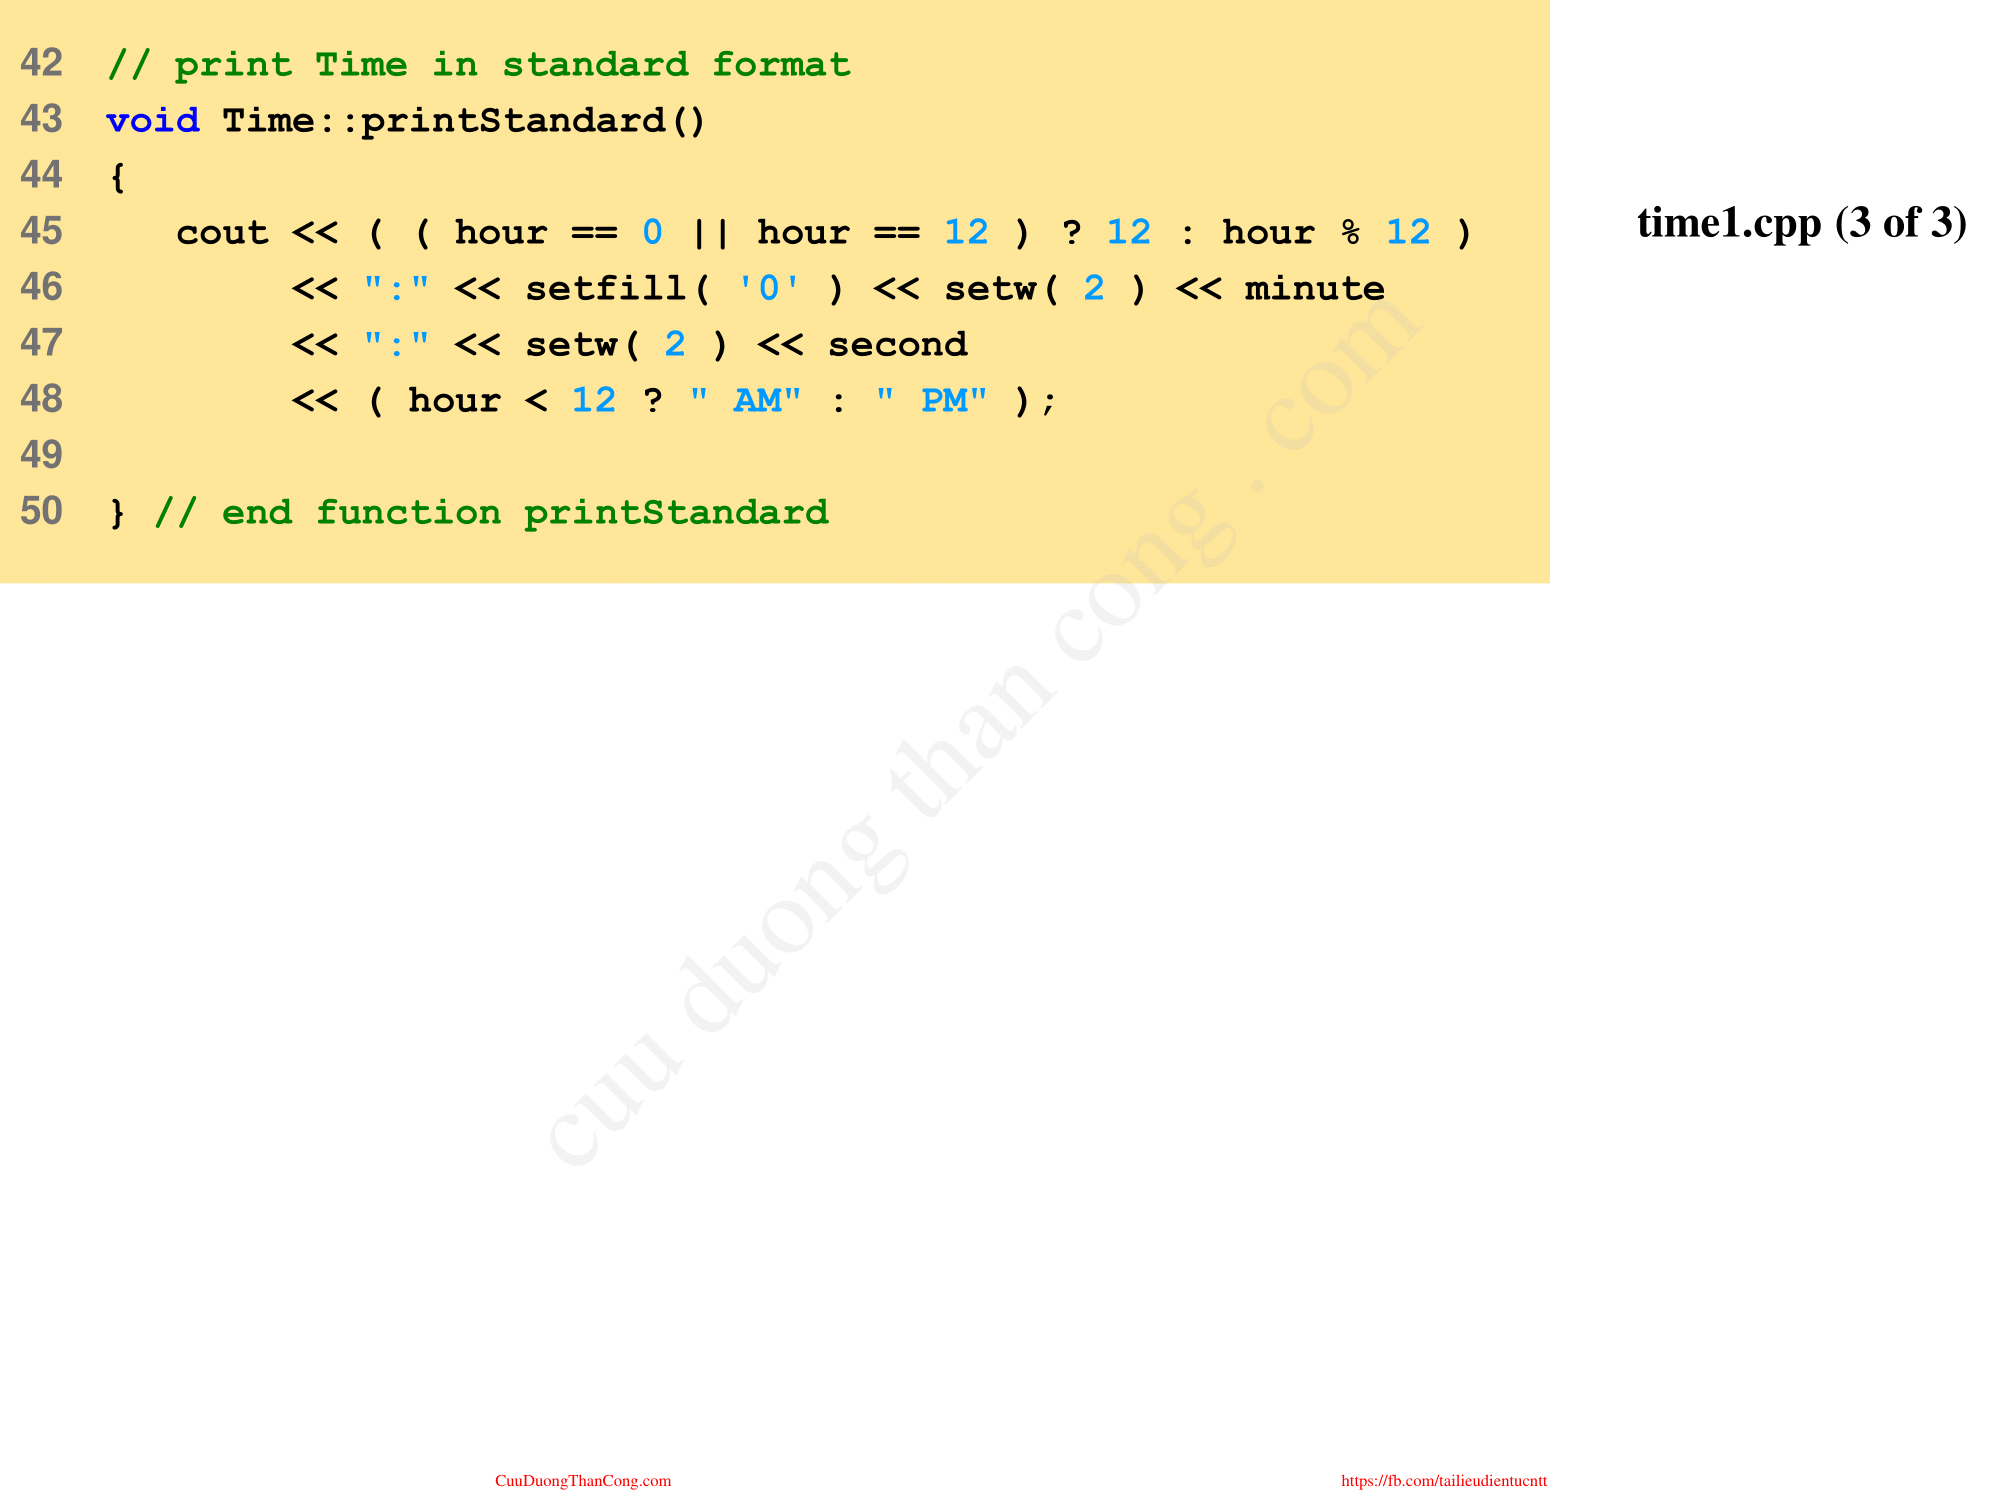 42 // print Time in standard format
43 void Time::printStandard()
44 {
45    cout << ( ( hour == 0 || hour == 12 ) ? 12 : hour % 12 )
46         << ":" << setfill( '0' ) << setw( 2 ) << minute
47         << ":" << setw( 2 ) << second
48         << ( hour < 12 ? " AM" : " PM" );
49
50 } // end function printStandard
time1.cpp (3 of 3)
cuu duong than cong . com
CuuDuongThanCong.com
https://fb.com/tailieudientucntt